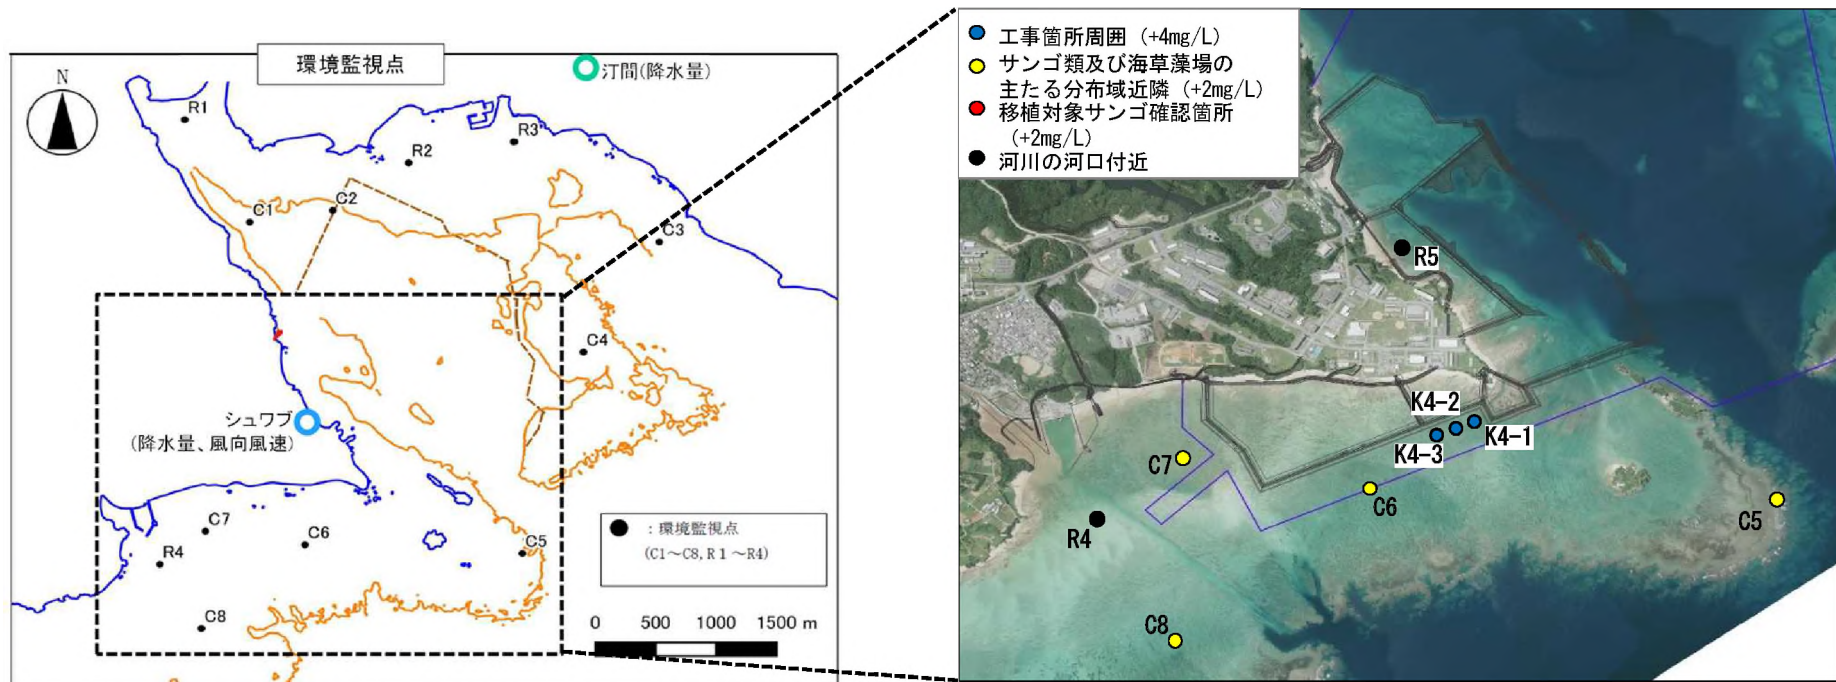 環境監視点
汀間(降水量)
N
R1
R2
R3
C1
C2
C3
C4
シュワブ
(降水量、風向風速)
C7
C6
C5
R4
C8
：環境監視点
(C1～C8,R１～R4)
0 500 1000 1500 m
工事箇所周囲 (+4mg/L)
サンゴ類及び海草藻場の
主たる分布域近隣 (+2mg/L)
移植対象サンゴ確認箇所
(+2mg/L)
河川の河口付近
R5
K4-2
K4-1
K4-3
C7
C6
C5
R4
C8